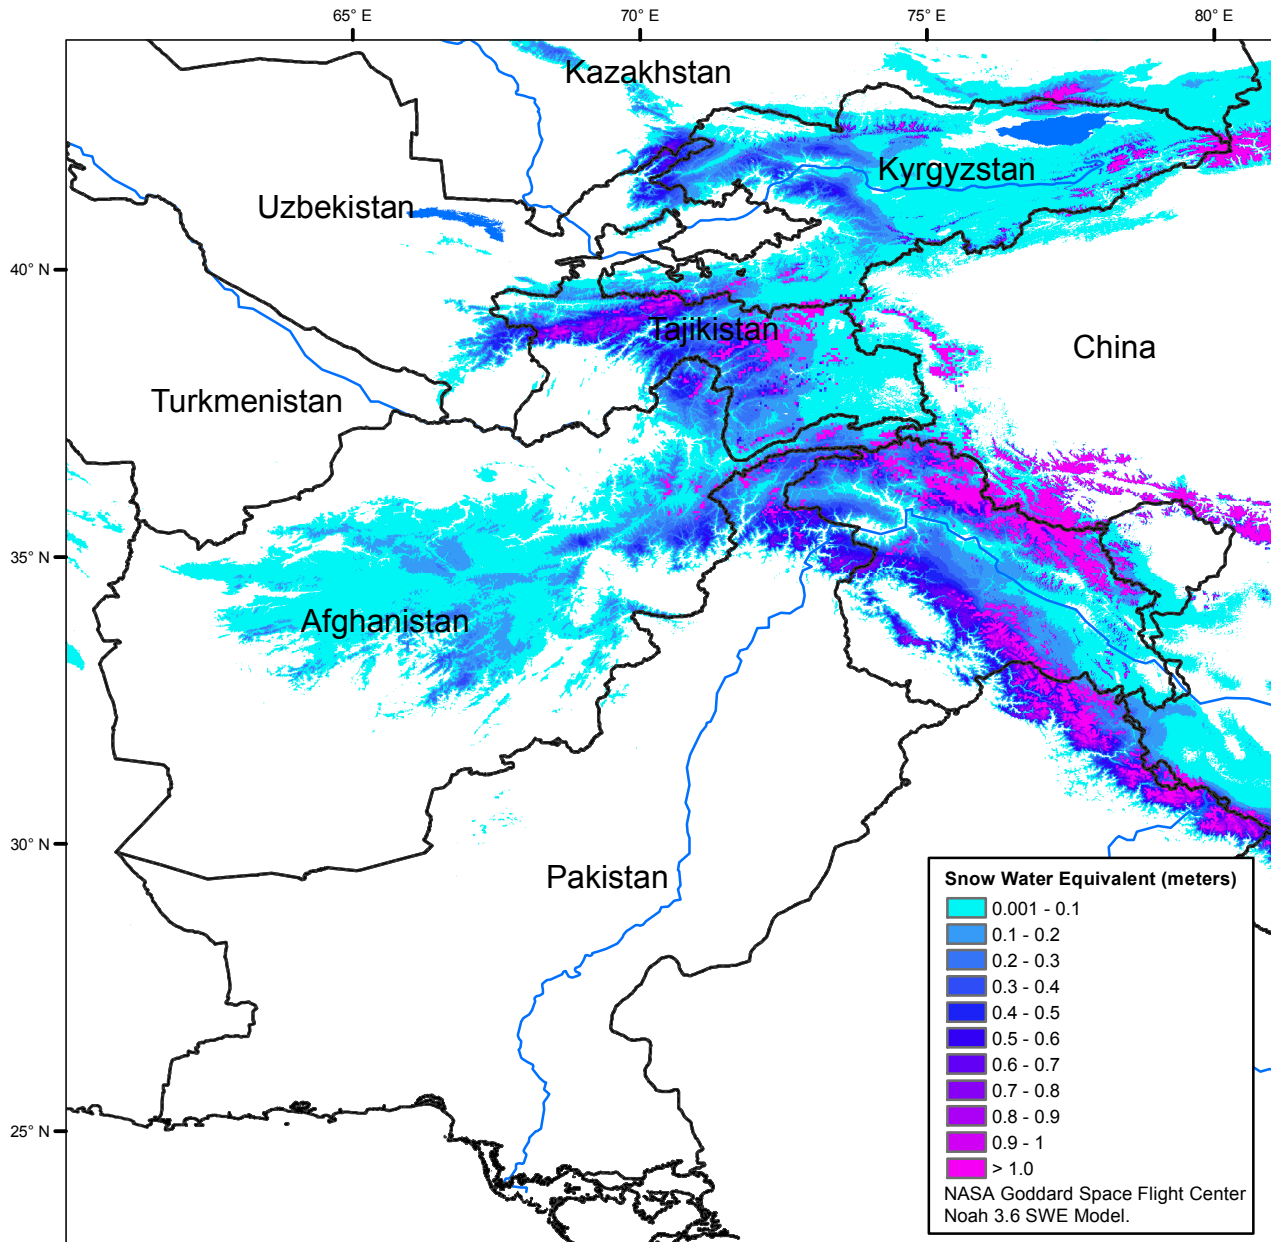 65° E
70° E
75° E
80° E
Kazakhstan
Kyrgyzstan
Uzbekistan
40° N
Tajikistan
China
Turkmenistan
35° N
Afghanistan
30° N
Pakistan
25° N
Snow Water Equivalent (meters)
0.001 - 0.1
0.1 - 0.2
0.2 - 0.3
0.3 - 0.4
0.4 - 0.5
0.5 - 0.6
0.6 - 0.7
0.7 - 0.8
0.8 - 0.9
0.9 - 1
> 1.0
NASA Goddard Space Flight Center
Noah 3.6 SWE Model.